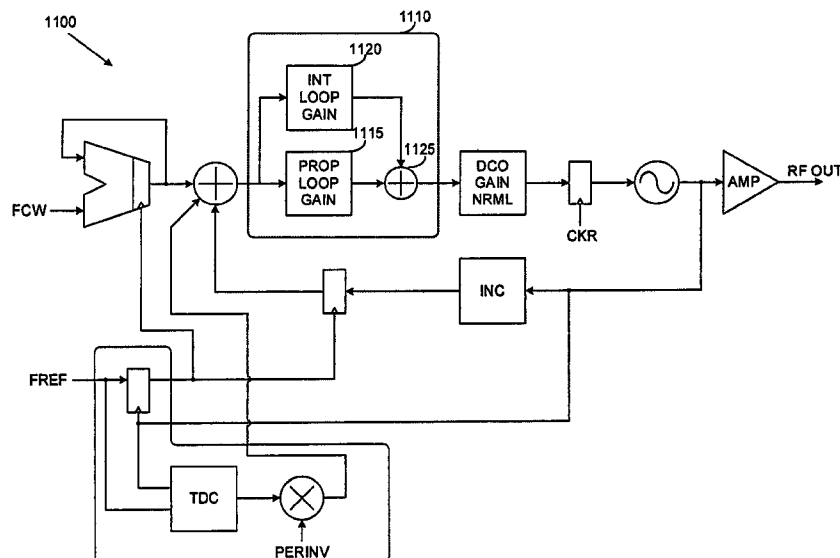 1100
1110
1120
INT
LOOP
GAIN
1115
PROP
LOOP
GAIN
1125
DCO
GAIN
NRML
CKR
AMP
RF OUT
FCW
INC
FREF
TDC
PERINV